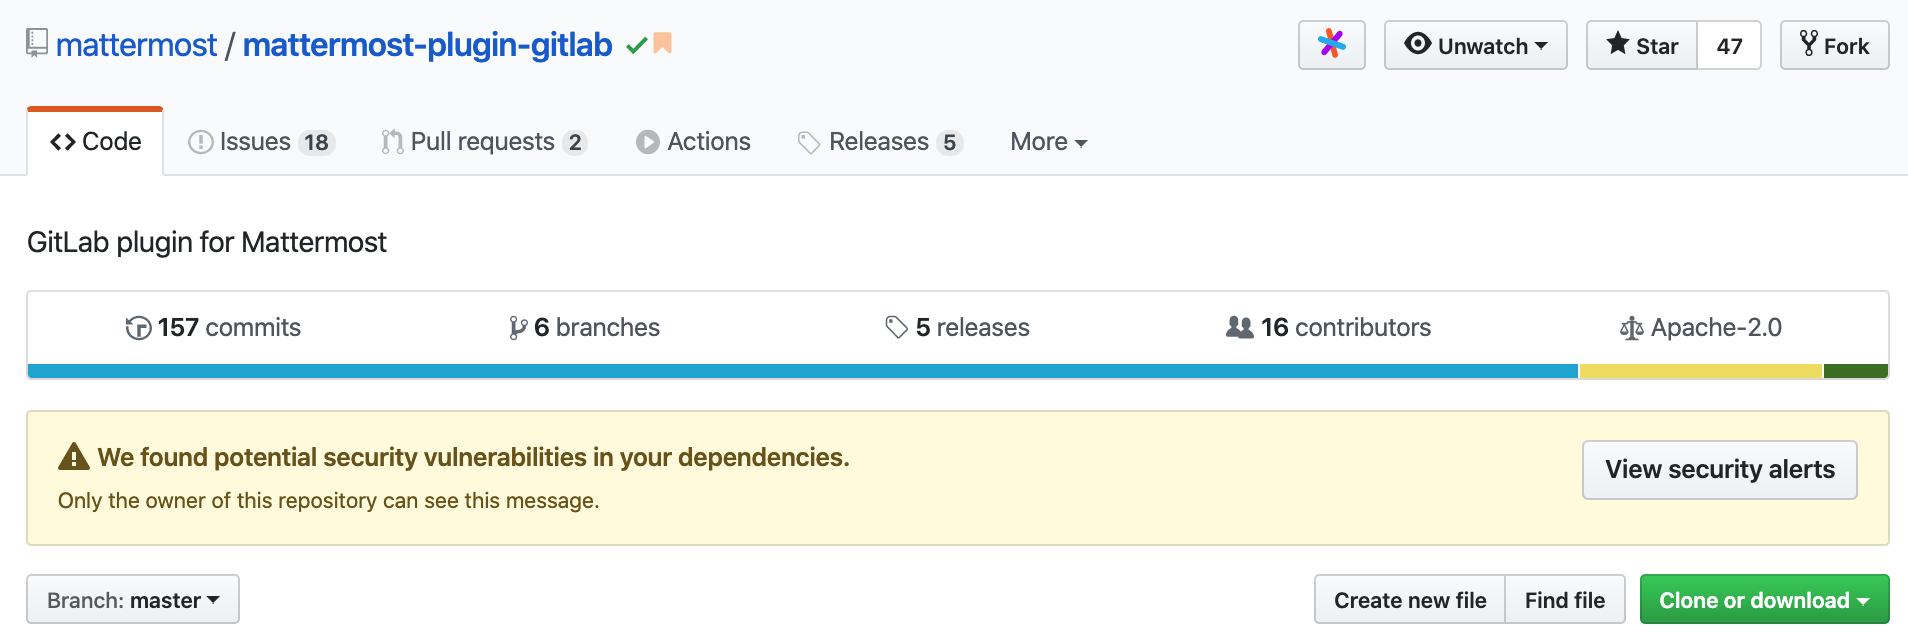 mattermost / mattermost-plugin-gitlab
Unwatch
Star 47
Fork
Code
Issues 18
Pull requests 2
Actions
Releases 5
More
GitLab plugin for Mattermost
157 commits
6 branches
5 releases
16 contributors
Apache-2.0
We found potential security vulnerabilities in your dependencies.
Only the owner of this repository can see this message.
View security alerts
Branch: master
Create new file
Find file
Clone or download